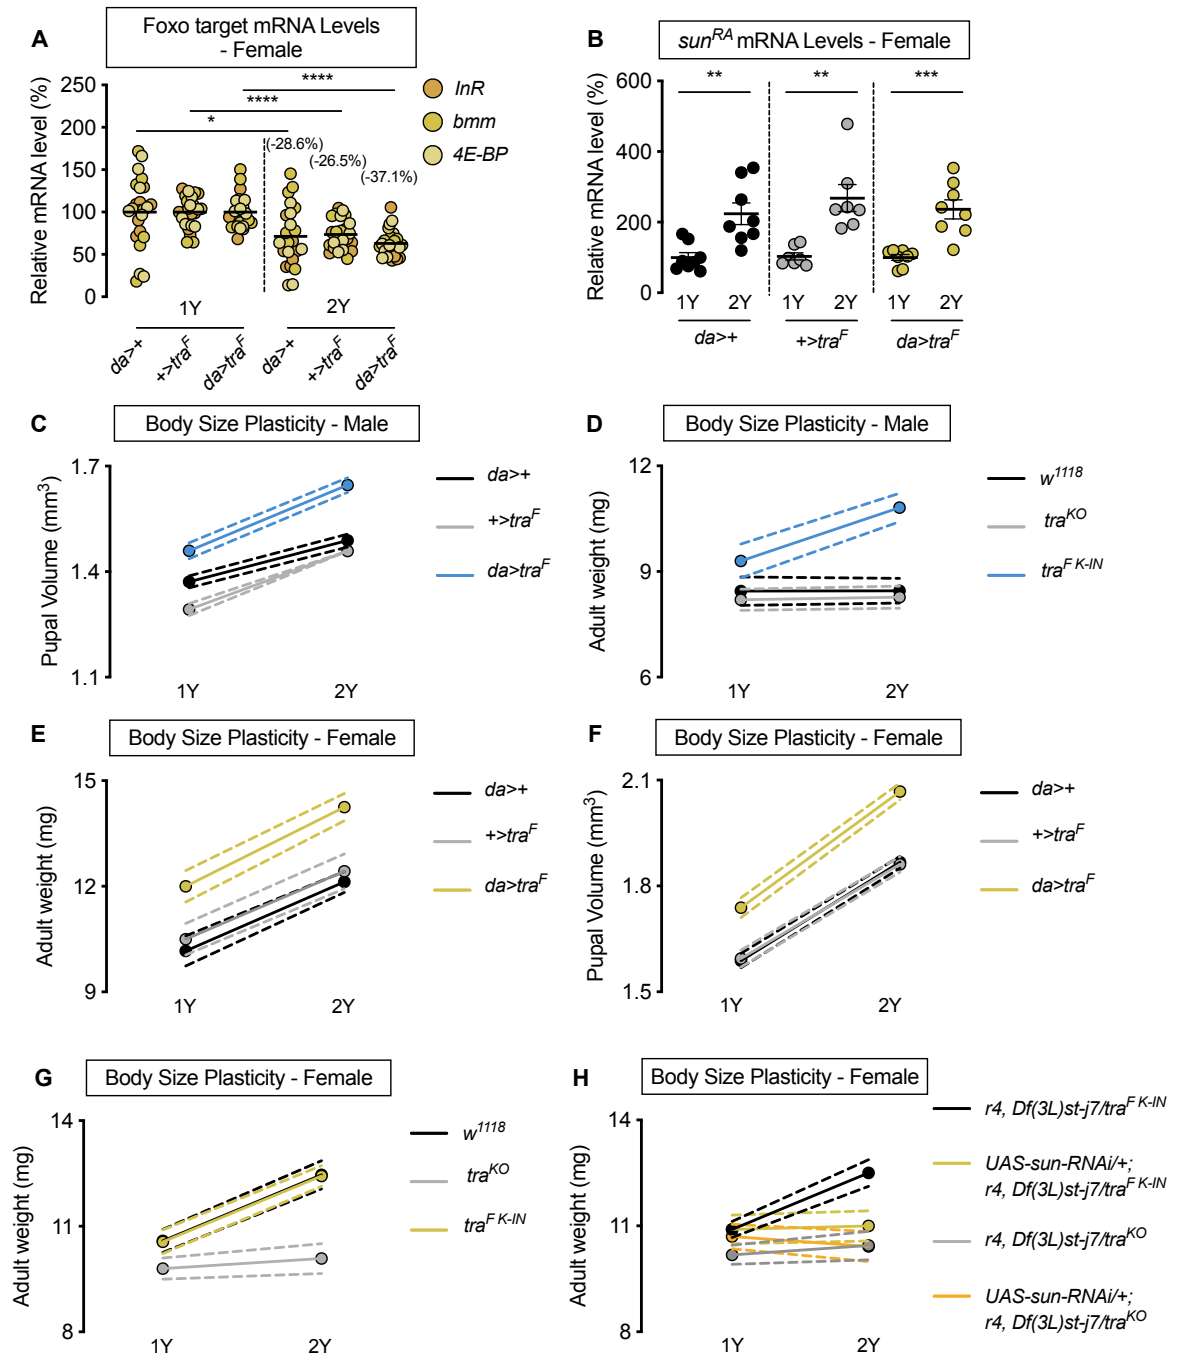 A
Foxo target mRNA Levels
- Female
Relative mRNA level (%)
250
200
150
100
50
0
****
****
*
(-28.6%)
(-26.5%)
(-37.1%)
InR
bmm
4E-BP
1Y
2Y
da>+
+>traF
da>traF
da>+
+>traF
da>traF
B
sunRA mRNA Levels - Female
Relative mRNA level (%)
600
400
200
0
**
**
***
1Y 2Y 1Y 2Y 1Y 2Y
da>+
+>traF
da>traF
C
Body Size Plasticity - Male
Pupal Volume (mm3)
1.7
1.4
1.1
1Y
2Y
da>+
+>traF
da>traF
D
Body Size Plasticity - Male
Adult weight (mg)
12
9
6
1Y
2Y
w1118
traKO
traF K-IN
E
Body Size Plasticity - Female
Adult weight (mg)
15
12
9
1Y
2Y
da>+
+>traF
da>traF
F
Body Size Plasticity - Female
Pupal Volume (mm3)
2.1
1.8
1.5
1Y
2Y
da>+
+>traF
da>traF
G
Body Size Plasticity - Female
Adult weight (mg)
14
11
8
1Y
2Y
w1118
traKO
traF K-IN
H
Body Size Plasticity - Female
Adult weight (mg)
14
11
8
1Y
2Y
r4, Df(3L)st-j7/traF K-IN
UAS-sun-RNAi/+;
r4, Df(3L)st-j7/traF K-IN
r4, Df(3L)st-j7/traKO
UAS-sun-RNAi/+;
r4, Df(3L)st-j7/traKO